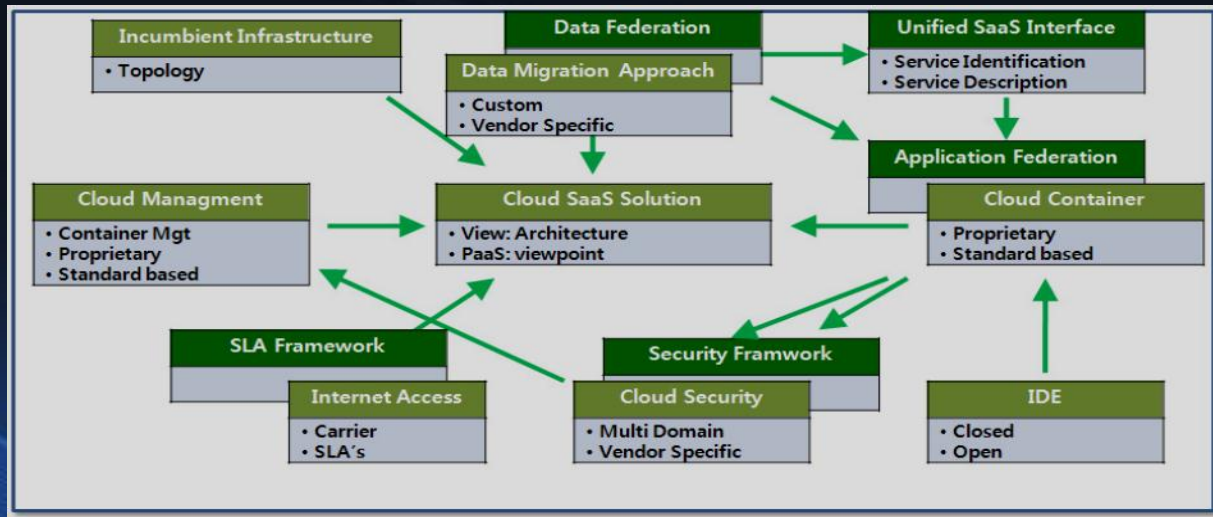 Incumbient Infrastructure
• Topology
Data Federation
Data Migration Approach
• Custom
• Vendor Specific
Unified SaaS Interface
• Service Identification
• Service Description
Application Federation
Cloud Managment
• Container Mgt
• Proprietary
• Standard based
Cloud SaaS Solution
• View: Architecture
• PaaS: viewpoint
Cloud Container
• Proprietary
• Standard based
SLA Framework
Internet Access
• Carrier
• SLA´s
Security Framwork
Cloud Security
• Multi Domain
• Vendor Specific
IDE
• Closed
• Open